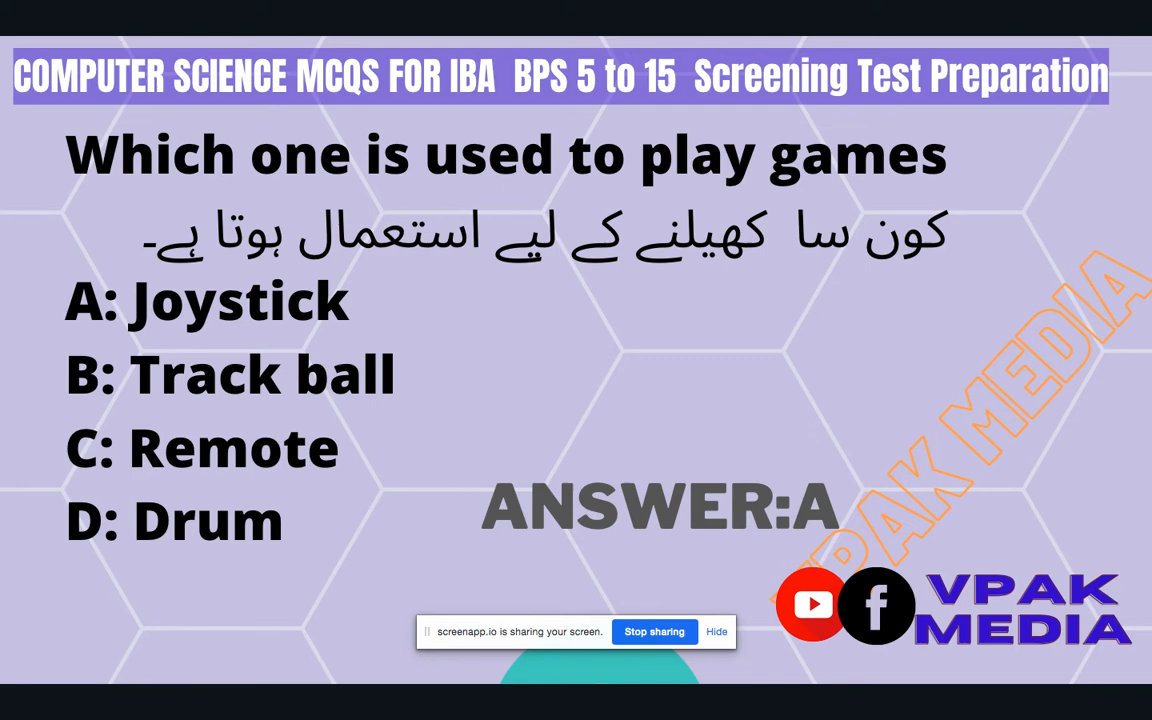 COMPUTER SCIENCE MCQS FOR IBA BPS 5 to 15 Screening Test Preparation
Which one is used to play games
کون سا کھیلنے کے لیے استعمال ہوتا ہے۔
A: Joystick
B: Track ball
C: Remote
D: Drum
ANSWER:A
VPAK MEDIA
VPAK
MEDIA
screenapp.io is sharing your screen. Stop sharing Hide